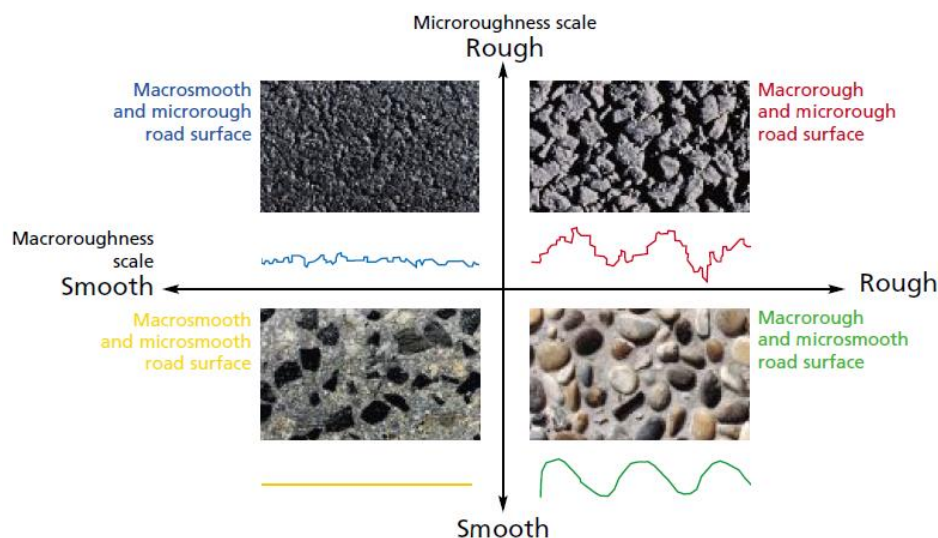 Microroughness scale
Rough
Macrosmooth
and microrough
road surface
Macrorough
and microrough
road surface
Macroroughness
scale
Smooth
Rough
Macrosmooth
and microsmooth
road surface
Macrorough
and microsmooth
road surface
Smooth